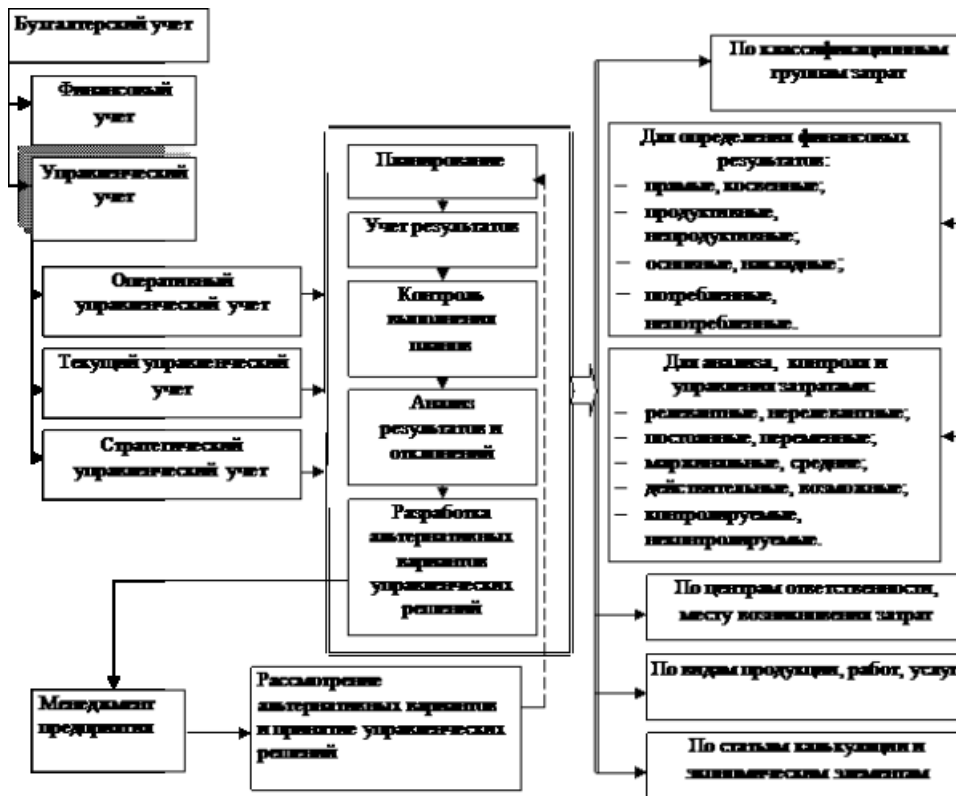 Бухгалтерский учет
Финансовый
учет
Управленческий
учет
Оперативный
управленческий учет
Текущий управленческий
учет
Стратегический
управленческий учет
Планирование
Учет результатов
Контроль
выполнения
планов
Анализ
результатов и
отклонений
Разработка
альтернативных
вариантов
управленческих
решений
Менеджмент
предприятия
Рассмотрение
альтернативных вариантов
и принятие управленческих
решений
По классификационным
группам затрат
Для определения финансовых
результатов:
– прямые, косвенные;
– продуктивные,
непродуктивные;
– основные, накладные;
– потребленные,
непотребленные.
Для анализа, контроля и
управления затратами:
– релевантные, нерелевантные;
– постоянные, переменные;
– маржинальные, средние;
– действительные, возможные;
– контролируемые,
неконтролируемые.
По центрам ответственности,
месту возникновения затрат
По видам продукции, работ, услуг
По статьям калькуляции и
экономическим элементам